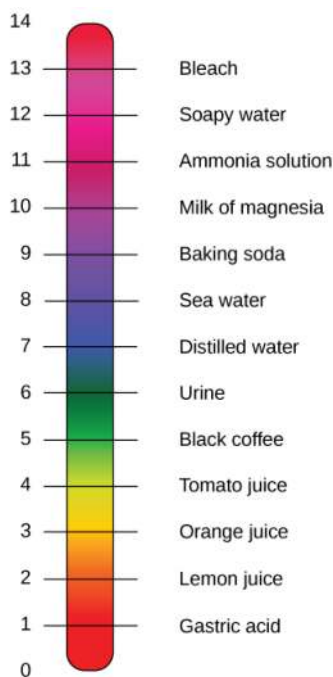 14
13 Bleach
12 Soapy water
11 Ammonia solution
10 Milk of magnesia
9 Baking soda
8 Sea water
7 Distilled water
6 Urine
5 Black coffee
4 Tomato juice
3 Orange juice
2 Lemon juice
1 Gastric acid
0